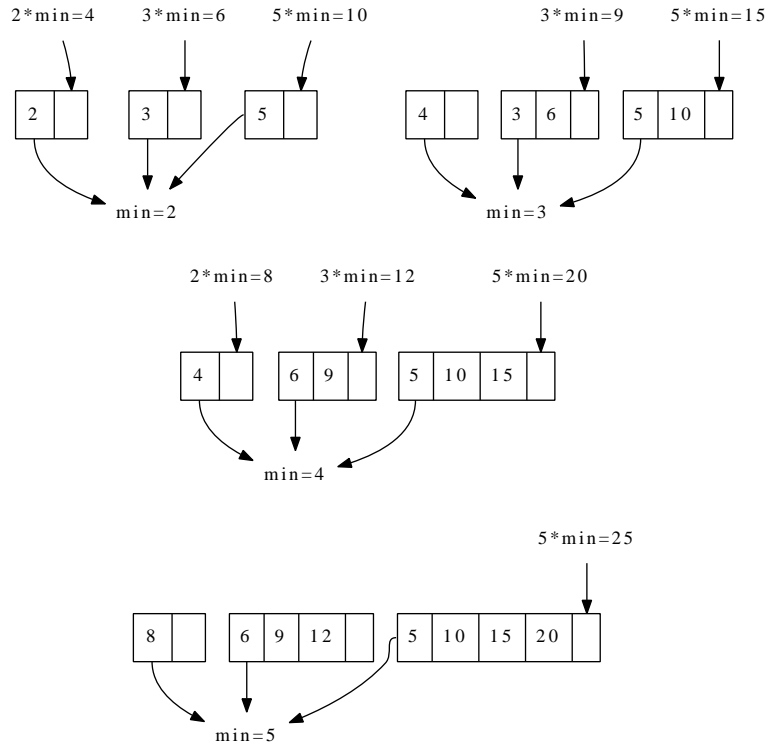 2*min=4 3*min=6 5*min=10
2 3 5
min=2
3*min=9 5*min=15
4 3 6 5 10
min=3
2*min=8 3*min=12 5*min=20
4 6 9 5 10 15
min=4
5*min=25
8 6 9 12 5 10 15 20
min=5